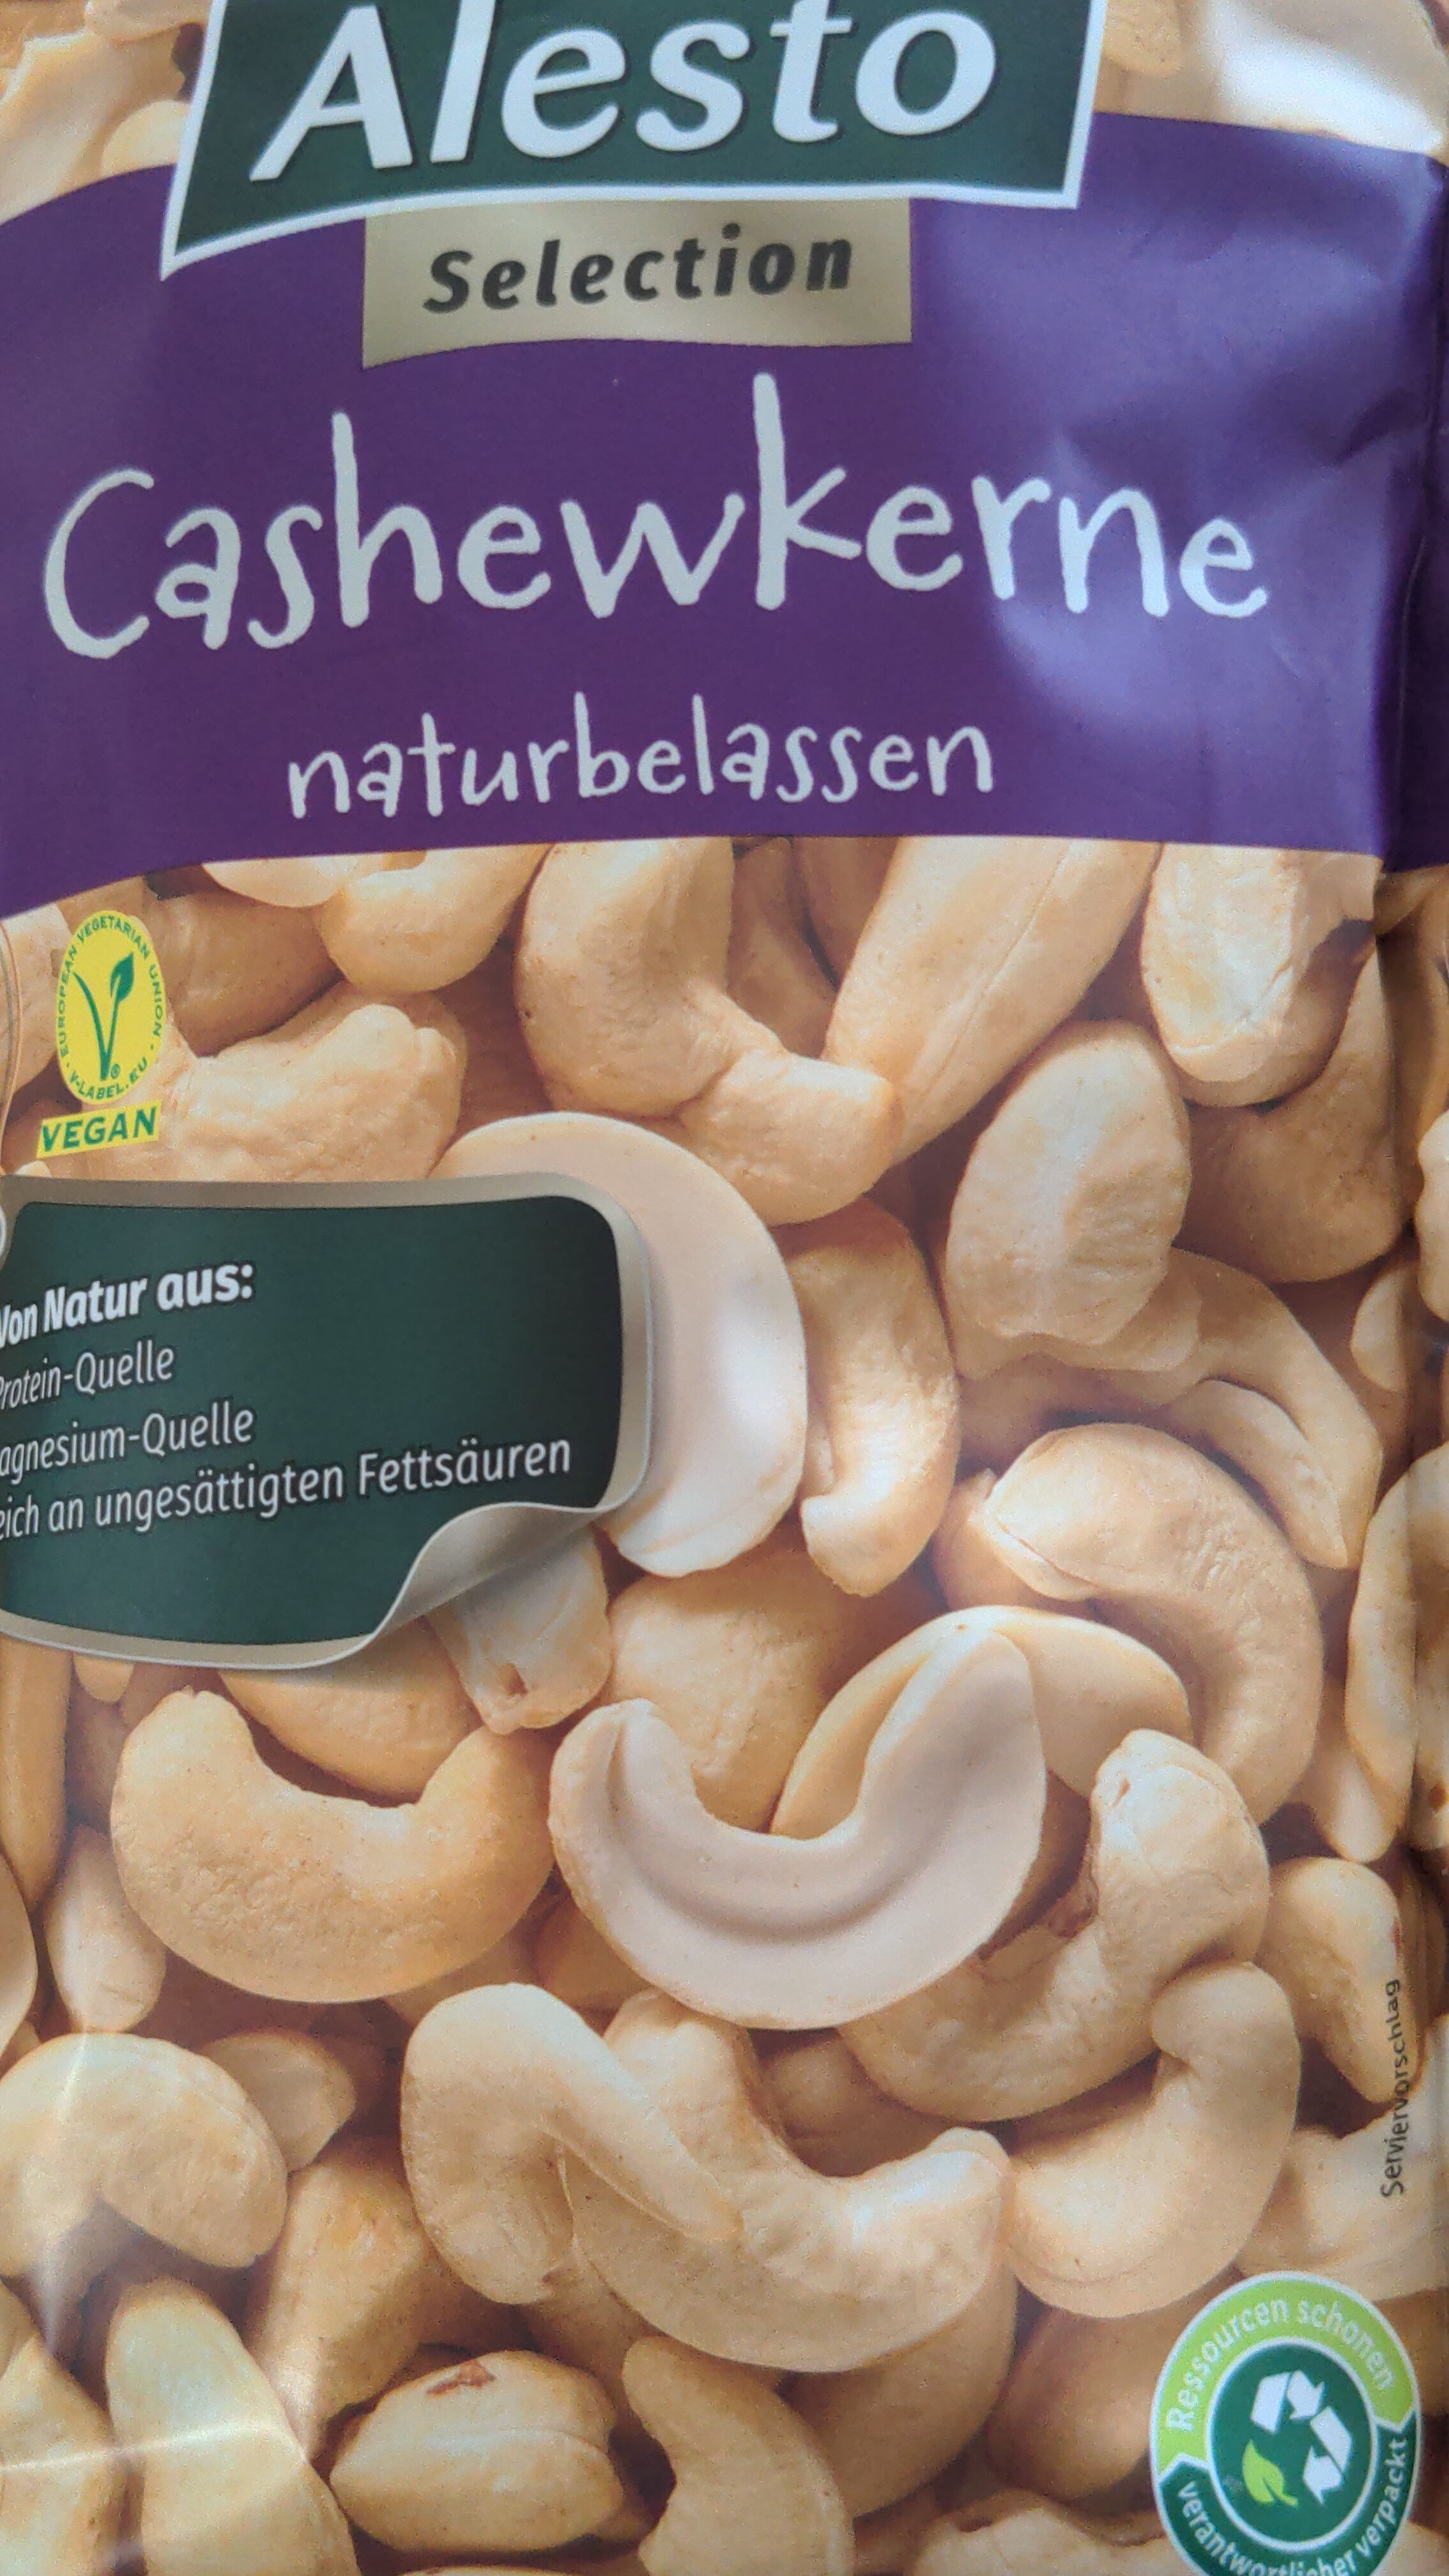 Alesto
Selection
Cashewkerne
naturbelassen
EUROPEAN VEGETARIAN UNION
V-LABEL.EU
VEGAN
Von Natur aus:
Protein-Quelle
agnesium-Quelle
eich an ungesättigten Fettsäuren
Serviervorschlag
Ressourcen schonen
verantwortlicher verpackt